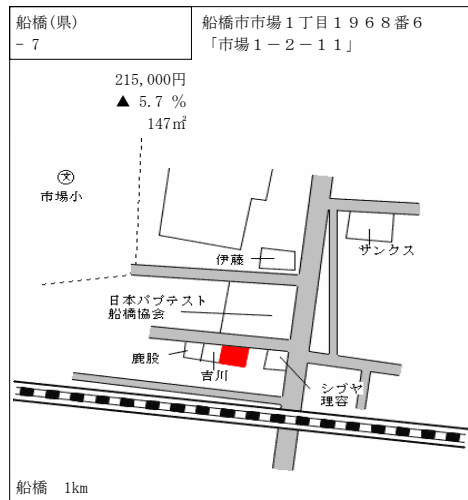 船橋(県)
- 7
船橋市市場１丁目１９６８番６
「市場１－２－１１」
215,000円
▲ 5.7 %
147㎡
文
市場小
サンクス
伊藤
日本バプテスト
船橋協会
鹿股
吉川
シヅヤ
理容
船橋 1km